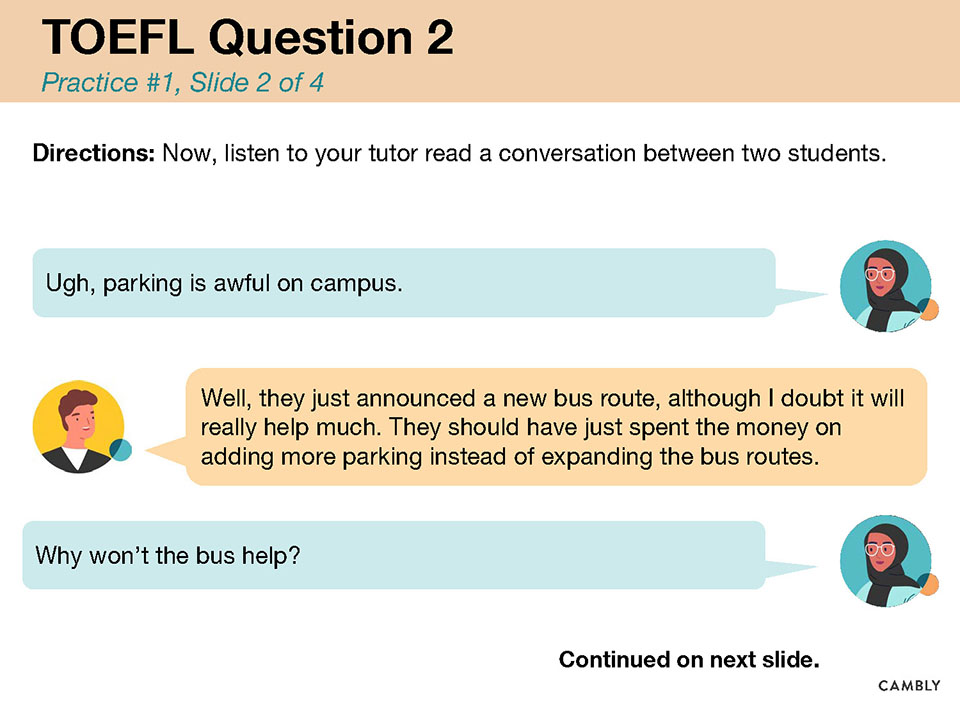 TOEFL Question 2
Practice #1, Slide 2 of 4
Directions: Now, listen to your tutor read a conversation between two students.
Ugh, parking is awful on campus.
Well, they just announced a new bus route, although I doubt it will
really help much. They should have just spent the money on
adding more parking instead of expanding the bus routes.
Why won’t the bus help?
Continued on next slide.
CAMBLY